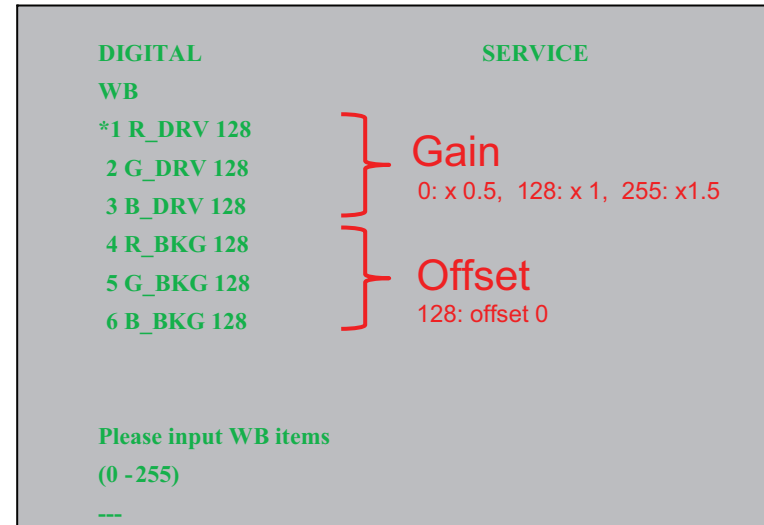 DIGITAL SERVICE
WB
*1 R_DRV 128
2 G_DRV 128
3 B_DRV 128
Gain
0: x 0.5, 128: x 1, 255: x1.5
4 R_BKG 128
5 G_BKG 128
6 B_BKG 128
Offset
128: offset 0
Please input WB items
(0 -255)
---